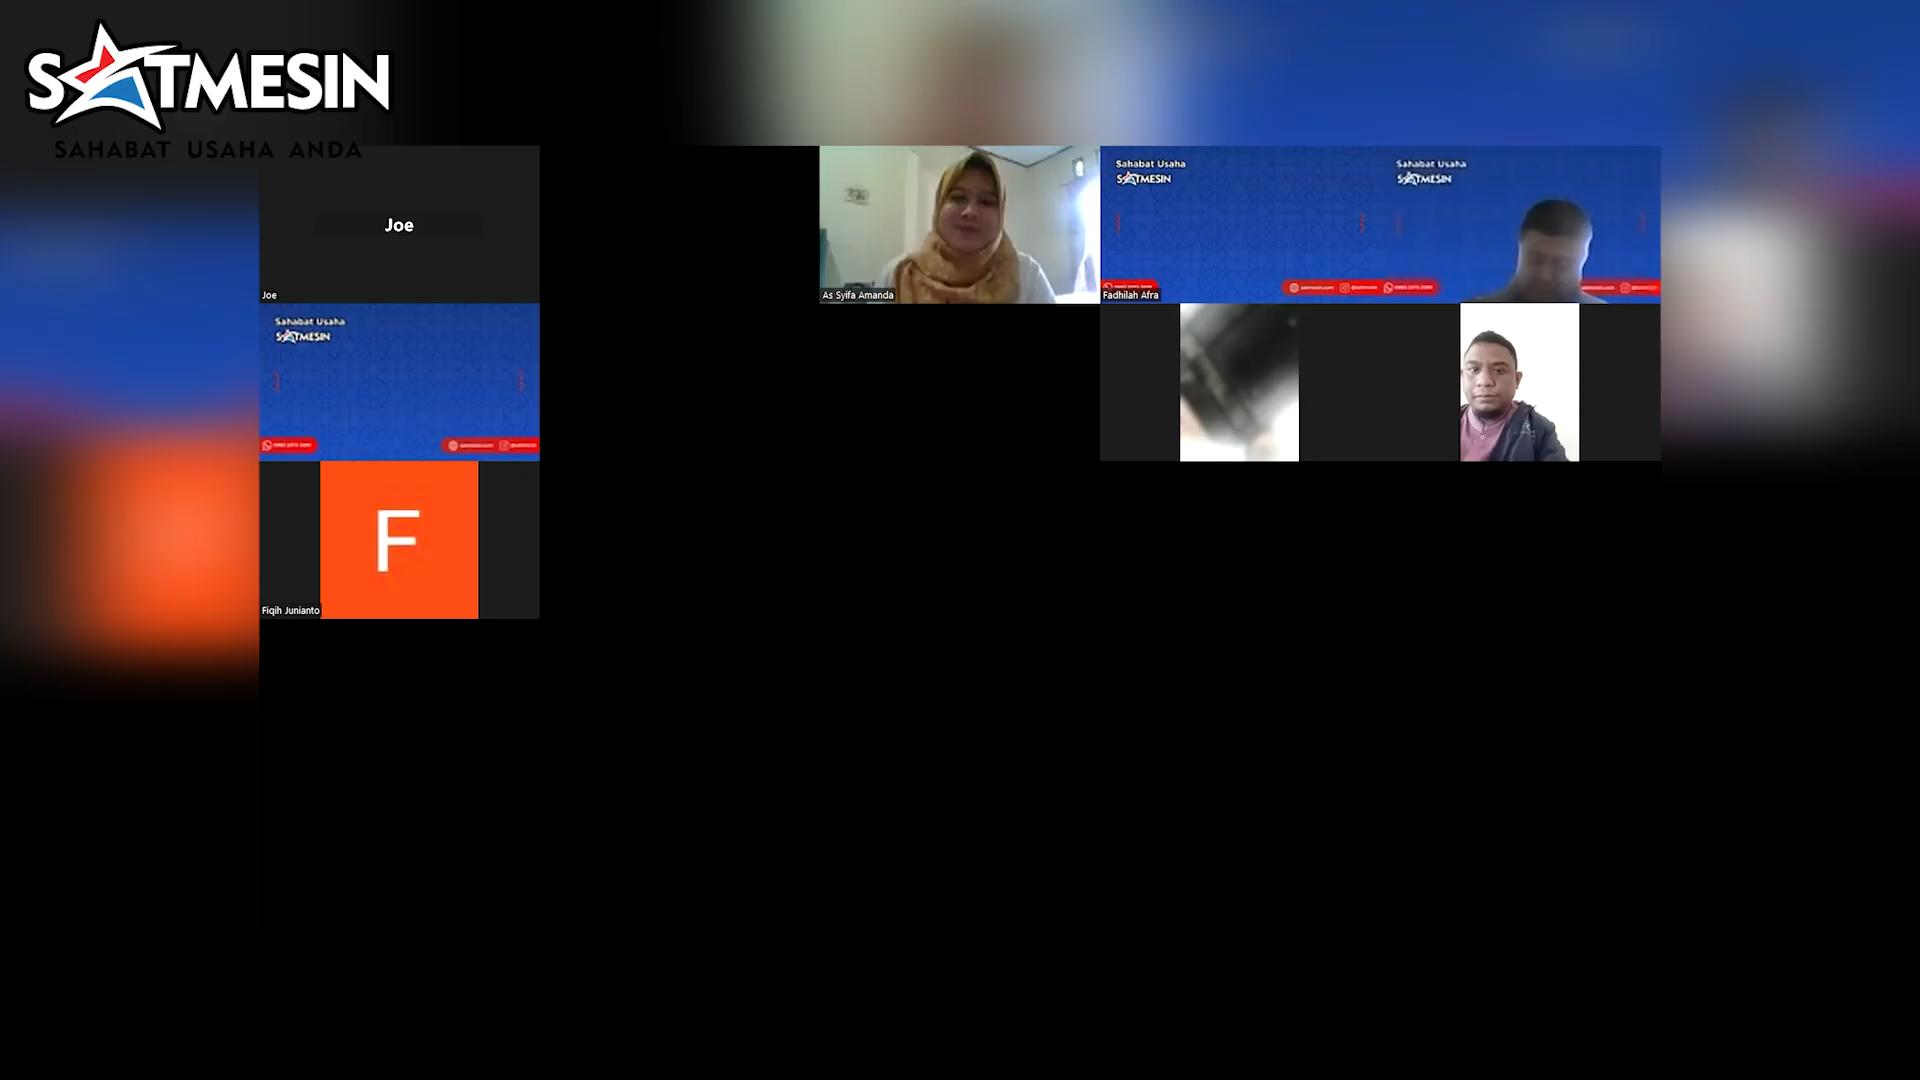 SATMESIN
SAHABAT USAHA ANDA
Joe
Joe
As Syifa Amanda
Sahabat Usaha
SATMESIN
Fadhilah Afra
Sahabat Usaha
SATMESIN
Sahabat Usaha
SATMESIN
F
Fiqih Junianto